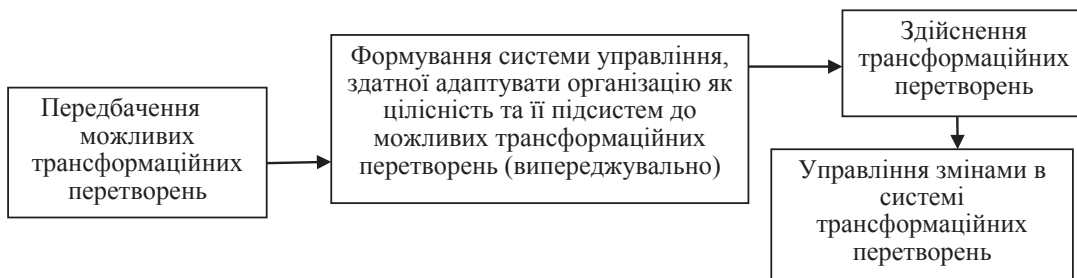 Передбачення
можливих
трансформаційних
перетворень
Формування системи управління,
здатної адаптувати організацію як
цілісність та її підсистем до
можливих трансформаційних
перетворень (випереджувально)
Здійснення
трансформаційних
перетворень
Управління змінами в
системі
трансформаційних
перетворень